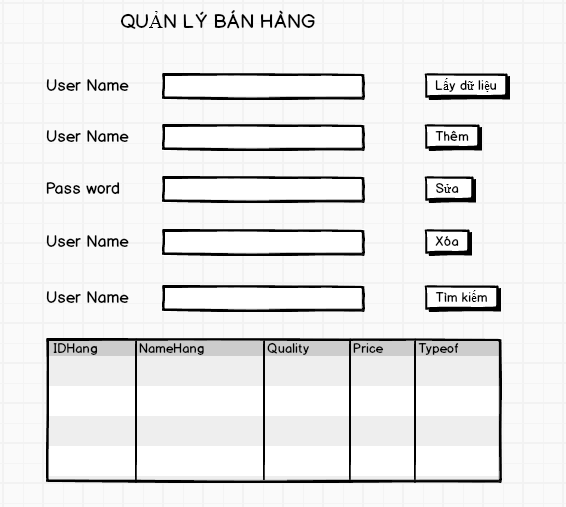 QUẢN LÝ BÁN HÀNG
User Name
Lấy dữ liệu
User Name
Thêm
Pass word
Sửa
User Name
Xóa
User Name
Tìm kiếm
IDHang NameHang Quality Price Typeof